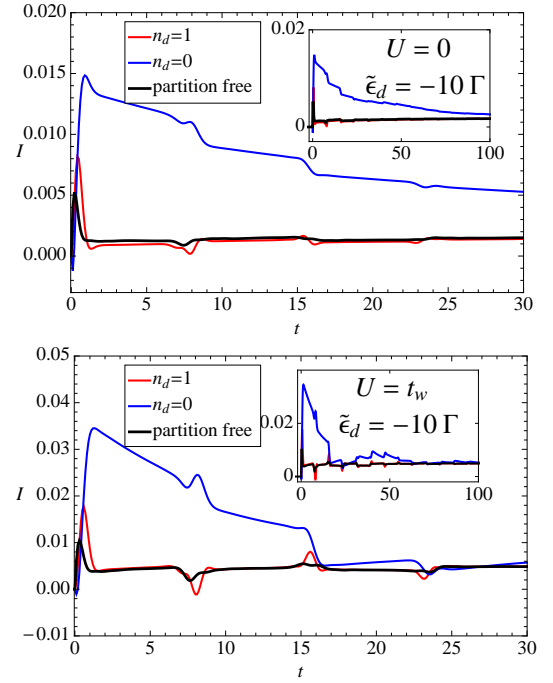 0.020
n_d=1
n_d=0
partition free
0.02
U = 0
ε̃_d = −10 Γ
0
0 50 100
0.015
0.010
I
0.005
0.000
0 5 10 15 20 25 30
t
0.05
n_d=1
n_d=0
partition free
U = t_w
ε̃_d = −10 Γ
0.02
0
0 50 100
0.04
0.03
0.02
I
0.01
0.00
−0.01
0 5 10 15 20 25 30
t